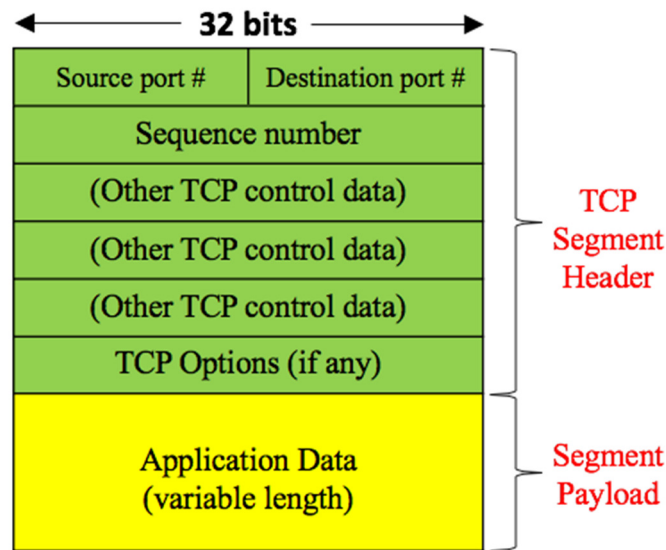 32 bits
Source port #
Destination port #
Sequence number
(Other TCP control data)
(Other TCP control data)
(Other TCP control data)
TCP Options (if any)
TCP
Segment
Header
Application Data
(variable length)
Segment
Payload